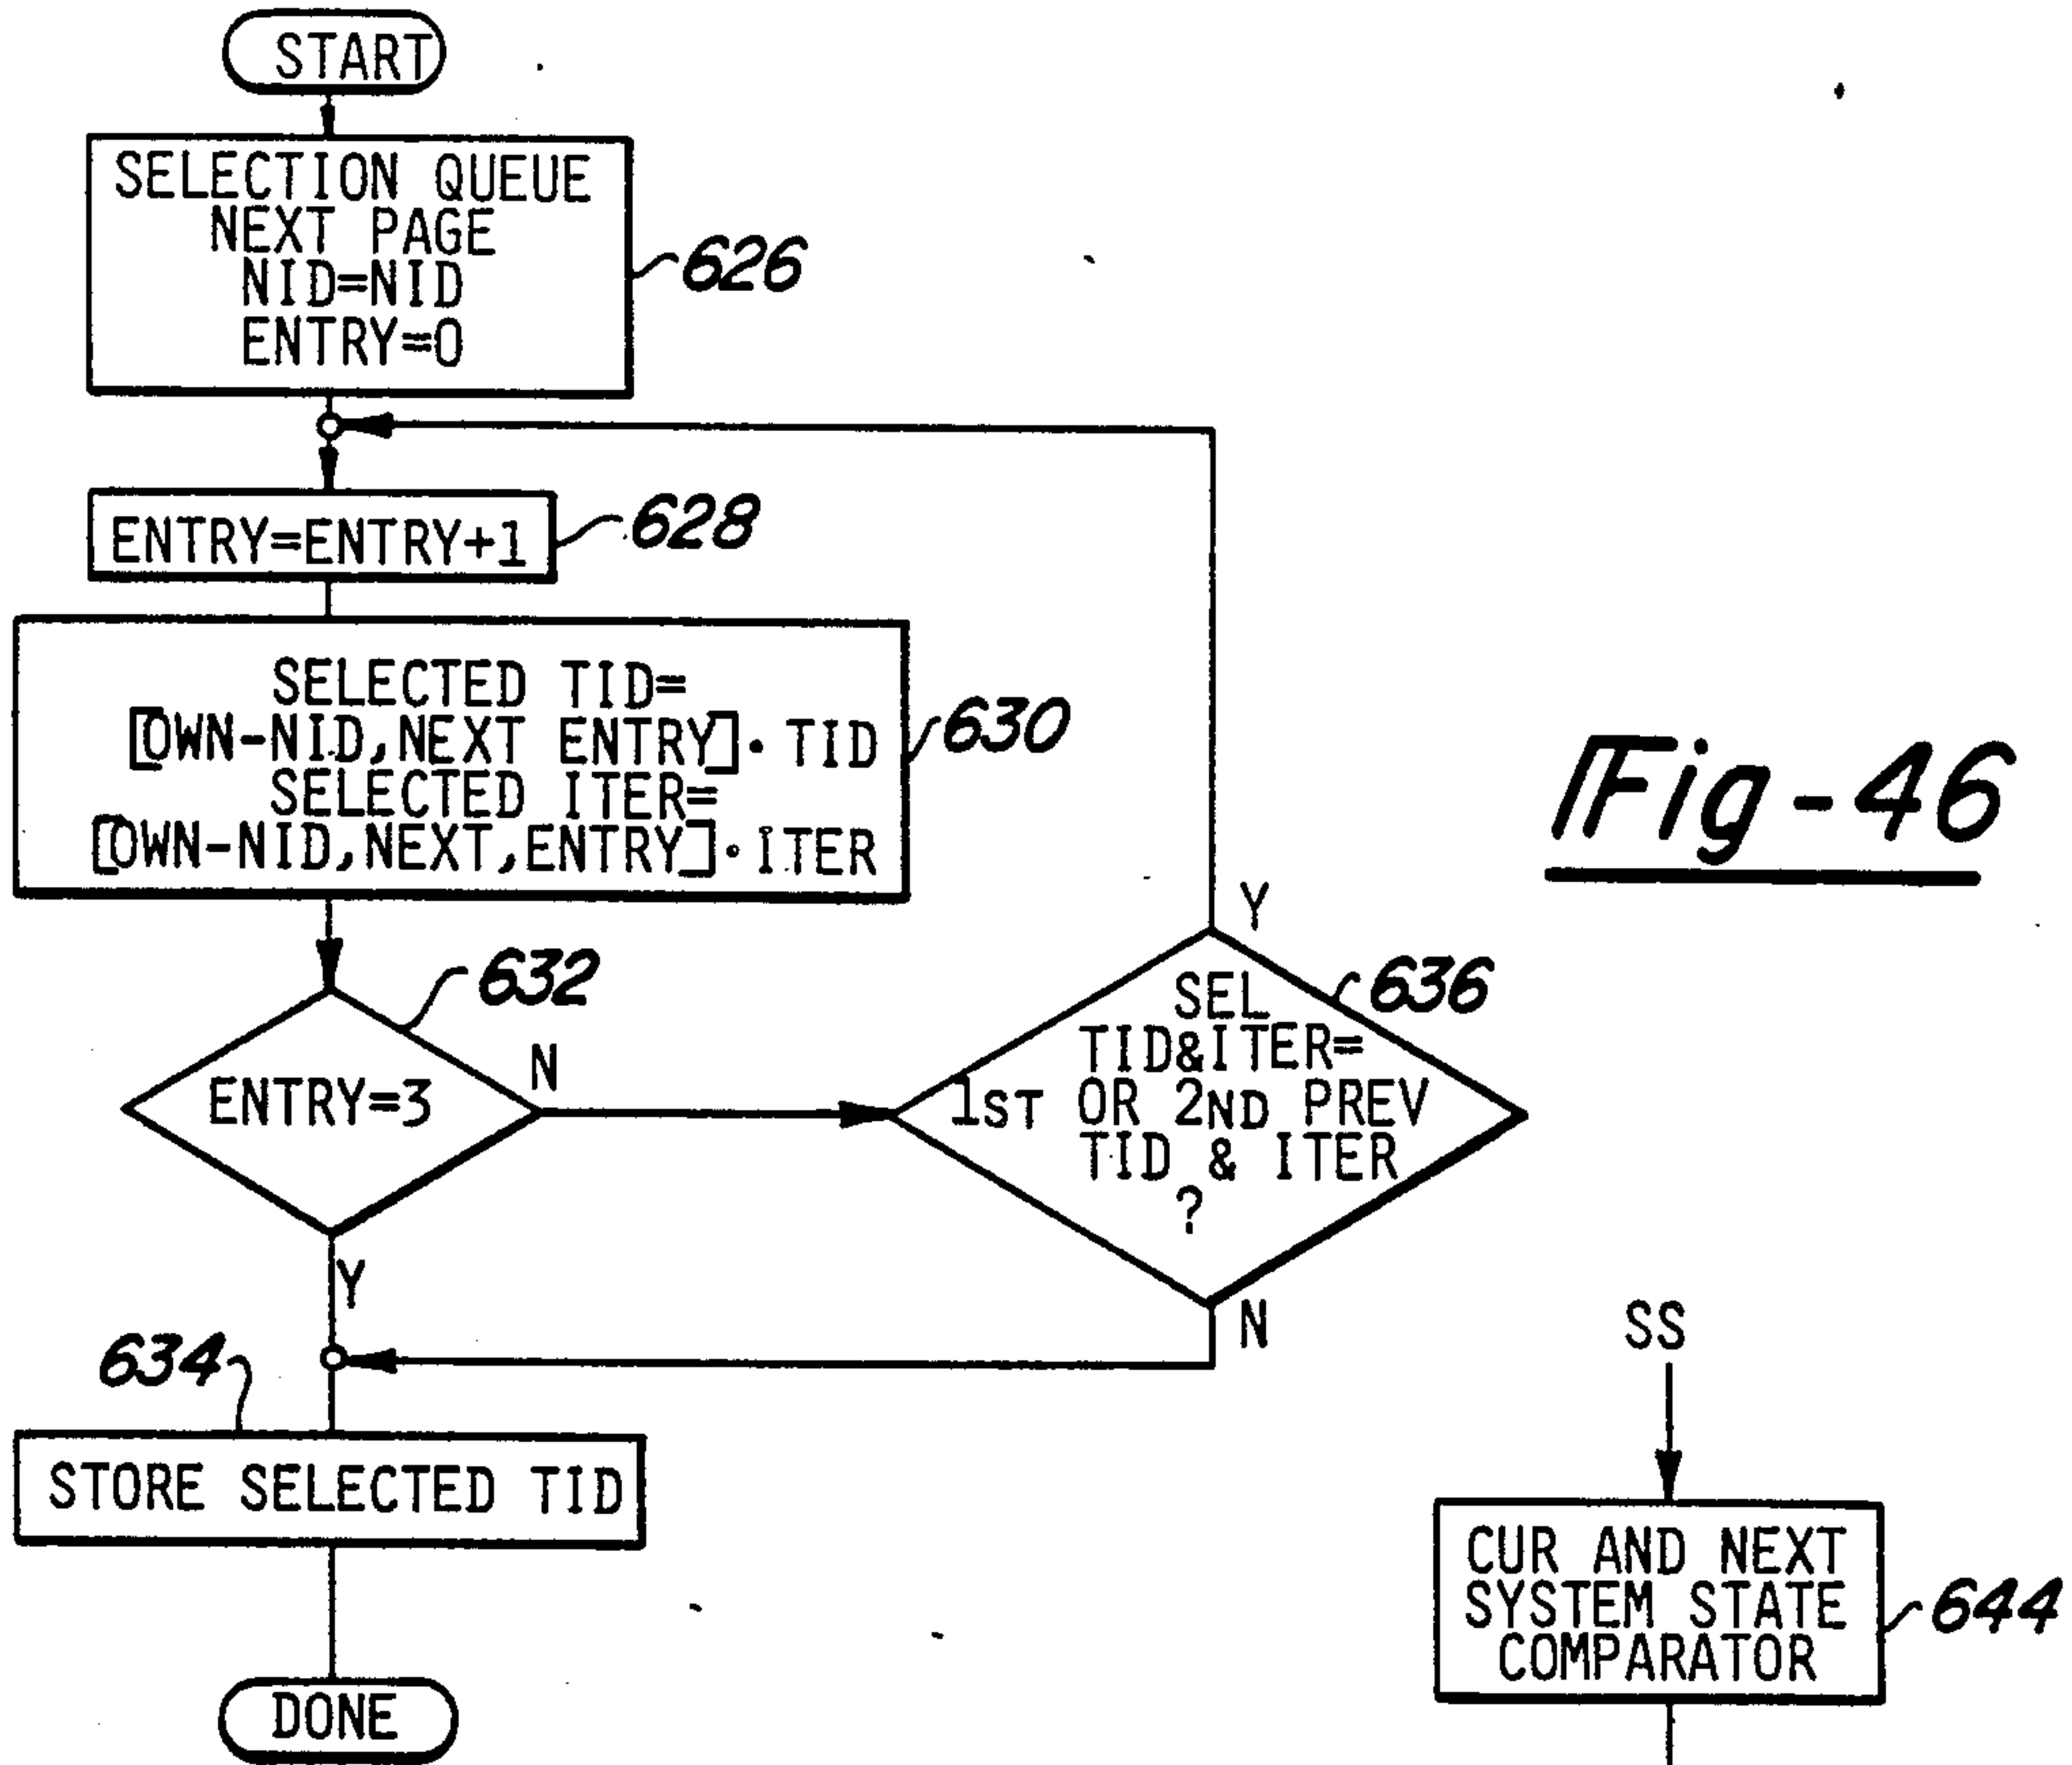 START
SELECTION QUEUE
NEXT PAGE
NID=NID
ENTRY=0
626
ENTRY=ENTRY+1
628
SELECTED TID=
[OWN-NID,NEXT ENTRY]• TID
SELECTED ITER=
[OWN-NID,NEXT,ENTRY]•ITER
630
Fig-46
632
ENTRY=3
N
Y
636
SEL
TID&ITER=
1ST OR 2ND PREV
TID & ITER
?
Y
N
634
STORE SELECTED TID
DONE
SS
CUR AND NEXT
SYSTEM STATE
COMPARATOR
644